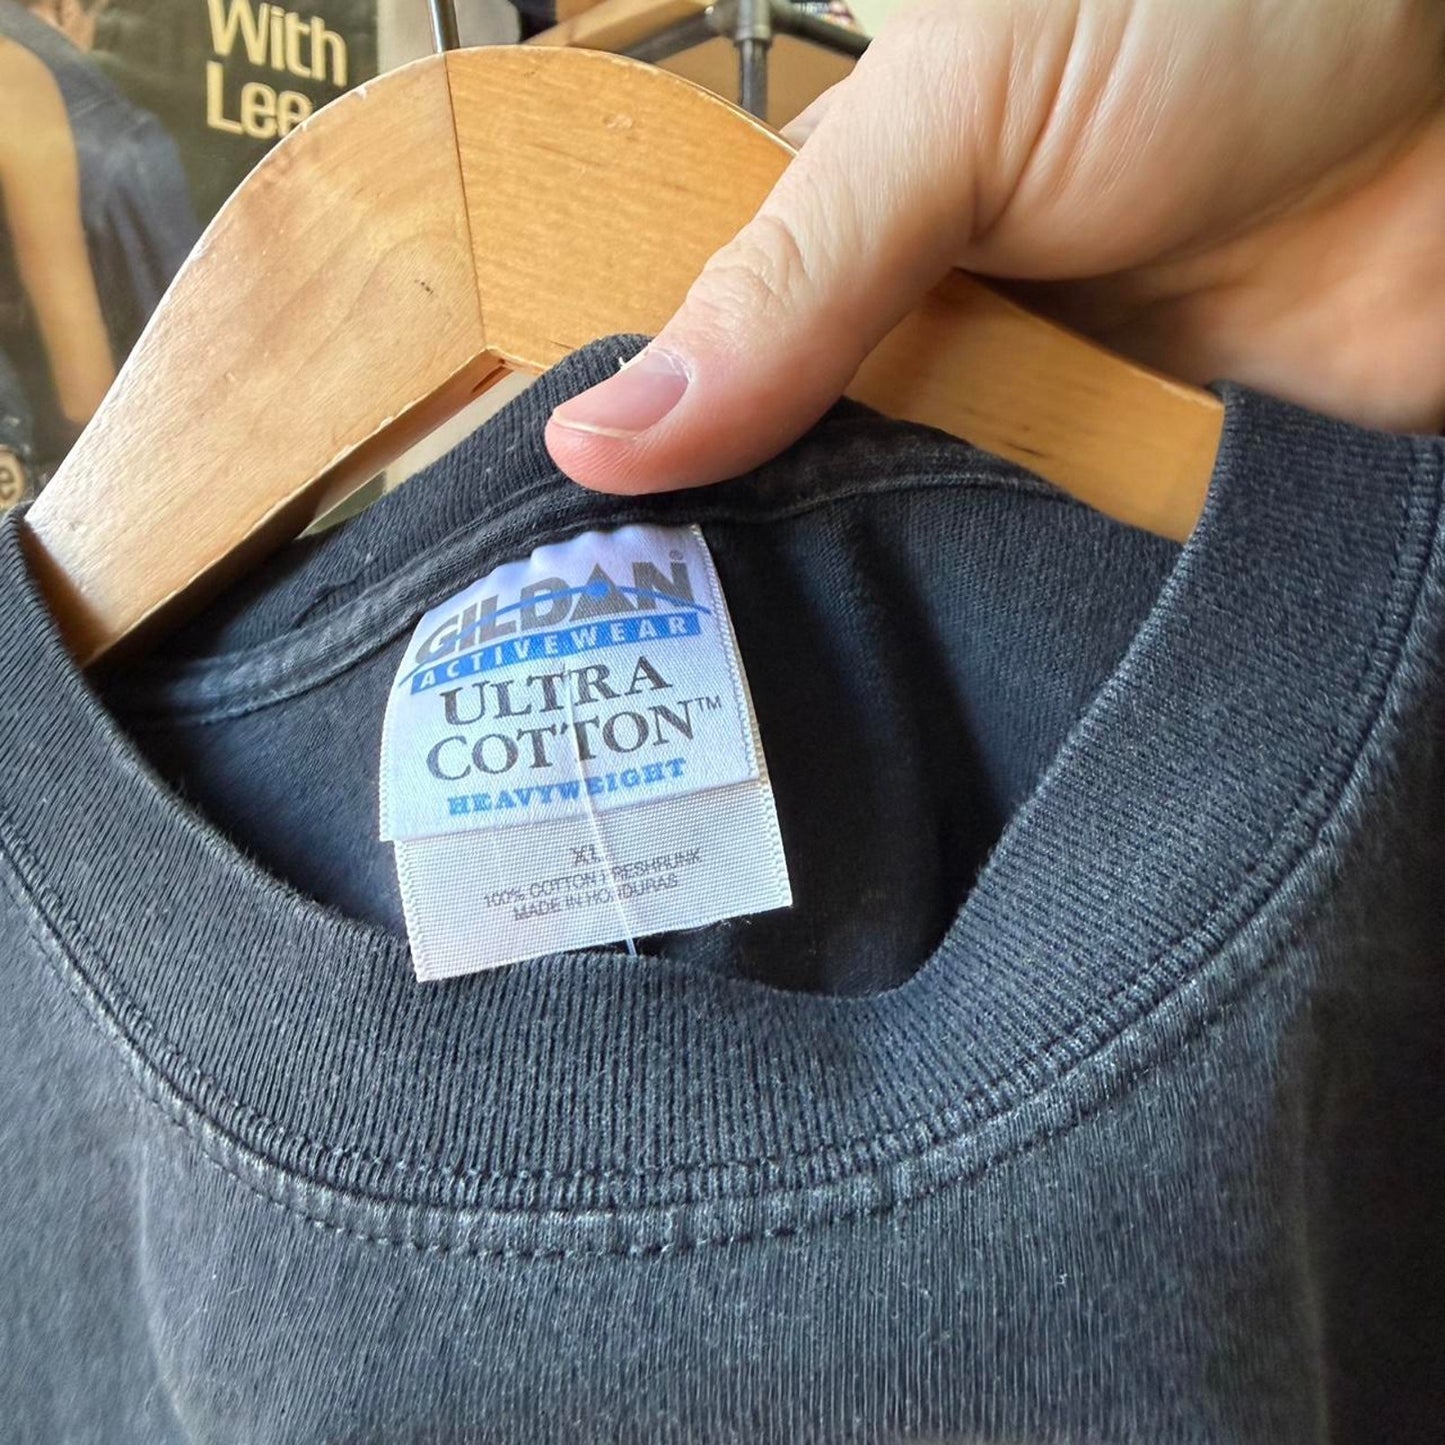 With
Lee
GILDAN®
ACTIVEWEAR
ULTRA
COTTON™
HEAVYWEIGHT
XL
100% COTTON PRESHRUNK
MADE IN HONDURAS